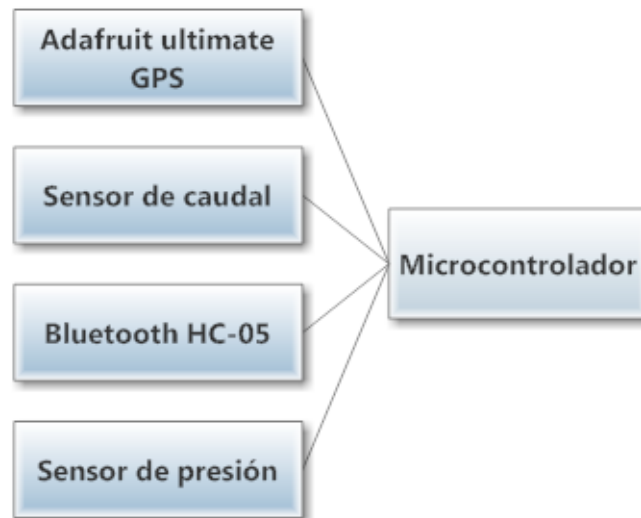 Adafruit ultimate
GPS
Sensor de caudal
Microcontrolador
Bluetooth HC-05
Sensor de presión